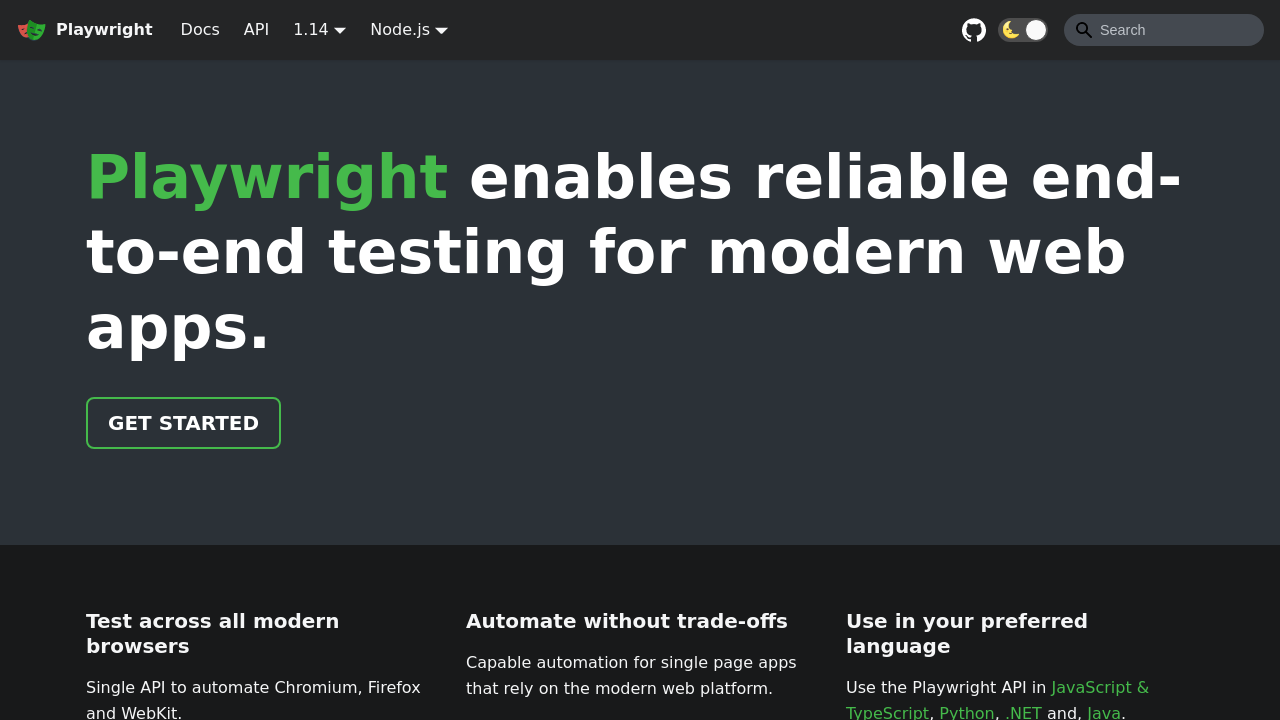 Playwright Docs API 1.14 Node.js Search
Playwright enables reliable end-
to-end testing for modern web
apps.
GET STARTED
Test across all modern
browsers
Single API to automate Chromium, Firefox
and WebKit.
Automate without trade-offs
Capable automation for single page apps
that rely on the modern web platform.
Use in your preferred
language
Use the Playwright API in JavaScript &
TypeScript, Python, .NET and, Java.